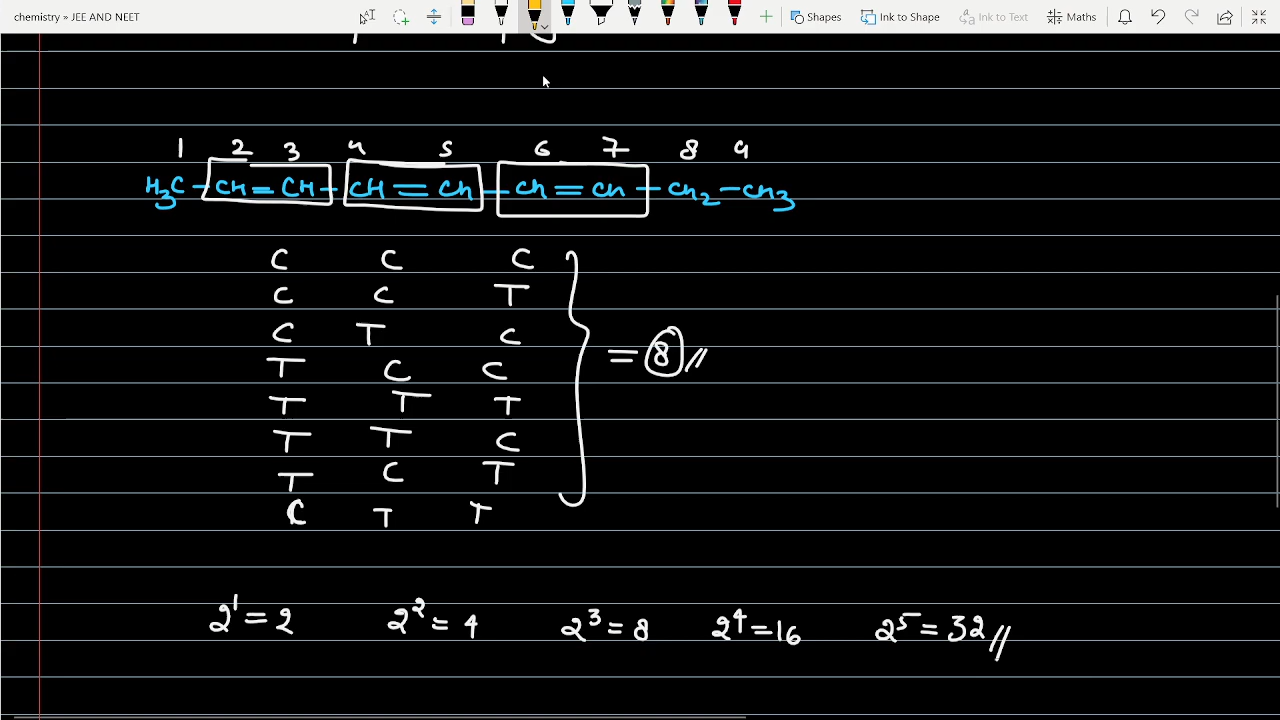 chemistry » JEE AND NEET Shapes Ink to Shape Ink to Text Maths
1 2 3 4 5 6 7 8 9
H₃C-CH=CH-CH=CH-CH=CH-CH₂-CH₃
C C C
C C T
C T C
T C C
T T T
T T C
T C T
C T T
= 8 //
2¹ = 2 2² = 4 2³ = 8 2⁴ = 16 2⁵ = 32 //